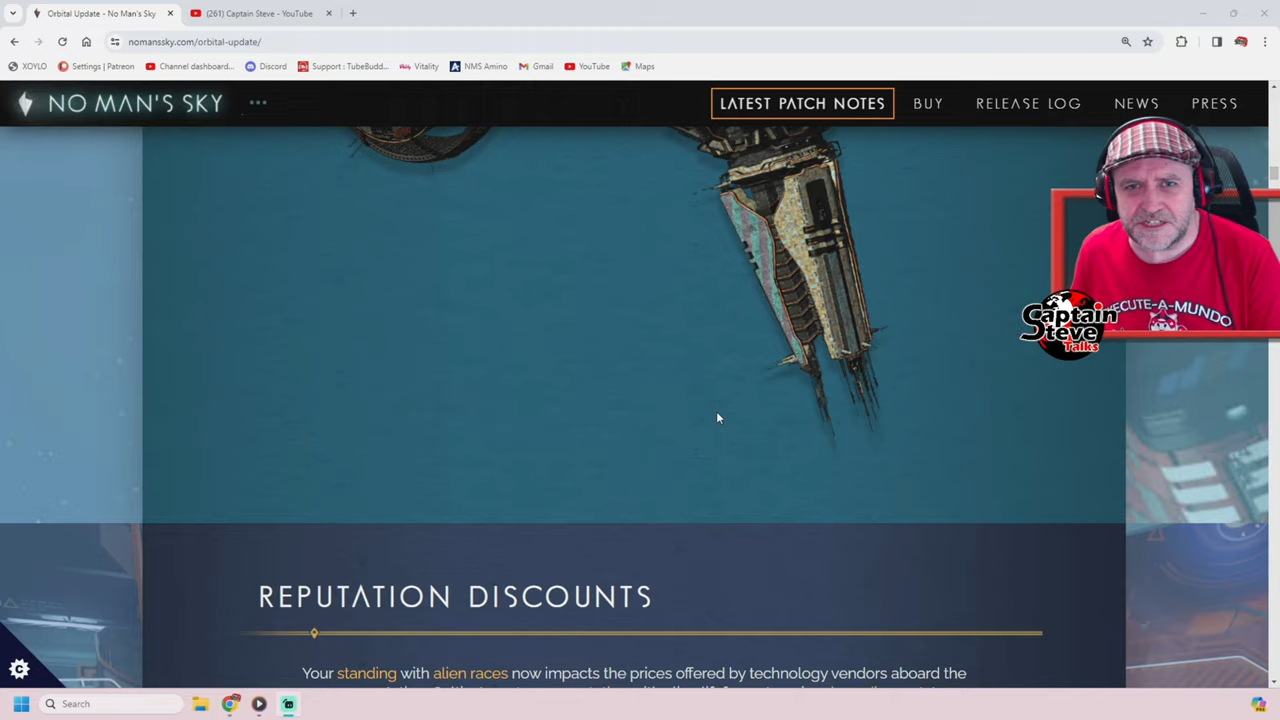 Orbital Update - No Man's Sky
(261) Captain Steve - YouTube
nomanssky.com/orbital-update/
XOYLO
Settings | Patreon
Channel dashboard...
Discord
Support : TubeBudd...
Vitality
NMS Amino
Gmail
YouTube
Maps
NO MAN'S SKY
LATEST PATCH NOTES
BUY
RELEASE LOG
NEWS
PRESS
ECUTE-A-MUNDO
Captain
Steve
Talks
REPUTATION DISCOUNTS
Your standing with alien races now impacts the prices offered by technology vendors aboard the
Search